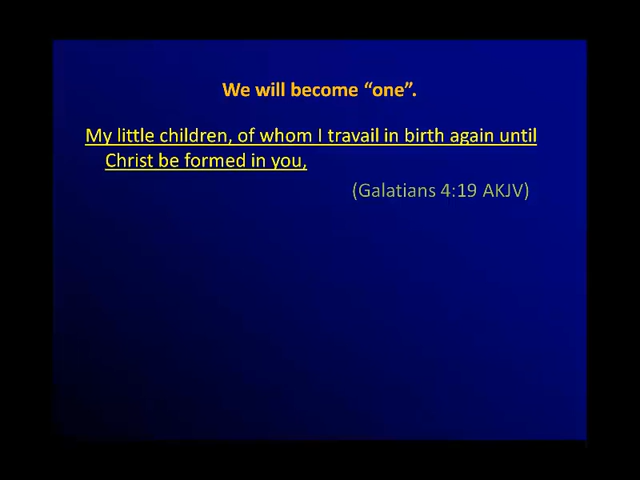 We will become “one”.
My little children, of whom I travail in birth again until
Christ be formed in you,
(Galatians 4:19 AKJV)